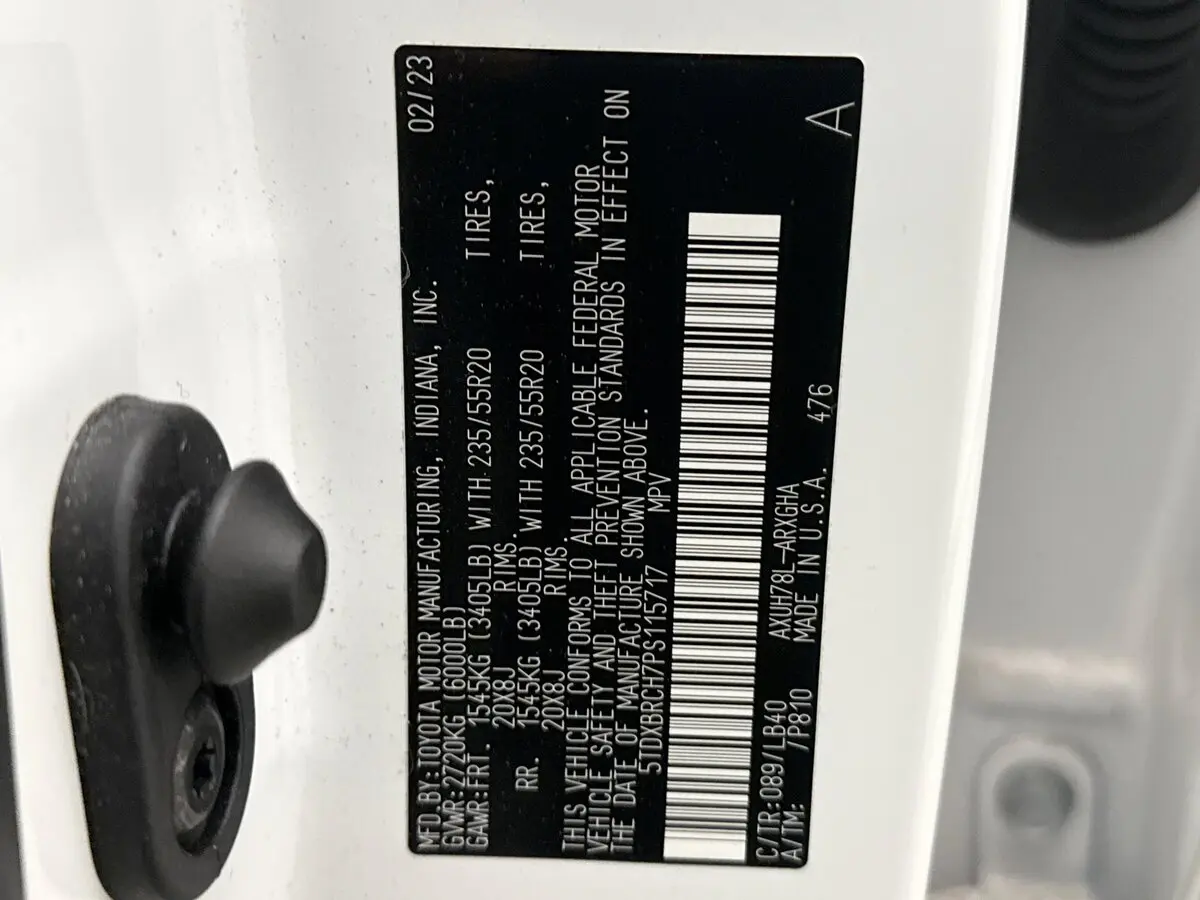 MFD.BY:TOYOTA MOTOR MANUFACTURING, INDIANA, INC. 02/23
GVWR:2720KG (6000LB)
GAWR:FRT. 1545KG (3405LB) WITH 235/55R20 TIRES,
20X8J RIMS.
RR. 1545KG (3405LB) WITH 235/55R20 TIRES,
20X8J RIMS.
THIS VEHICLE CONFORMS TO ALL APPLICABLE FEDERAL MOTOR
VEHICLE SAFETY AND THEFT PREVENTION STANDARDS IN EFFECT ON
THE DATE OF MANUFACTURE SHOWN ABOVE.
5TDXBRCH7PS115717 MPV
C/TR:089/LB40 AXUH78L-ARXGHA
A/TM: /P810 MADE IN U.S.A. 476 A